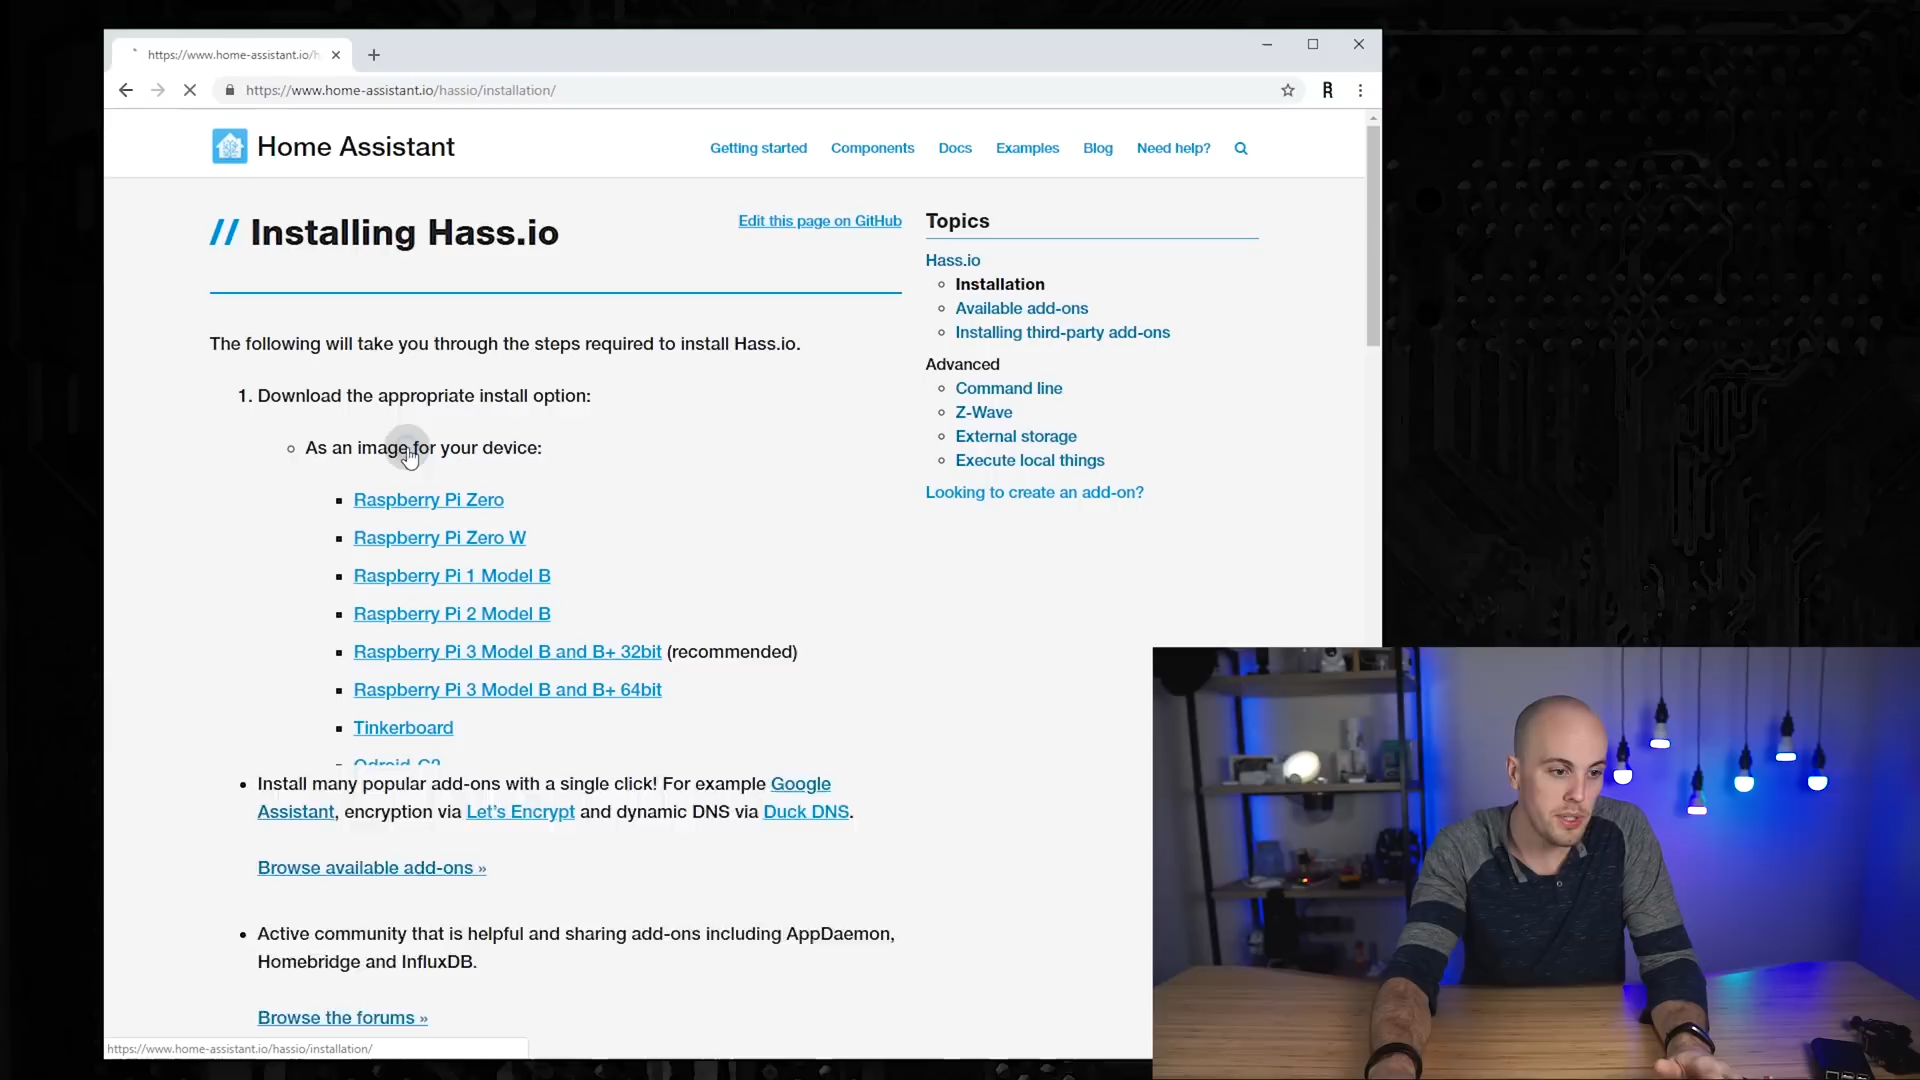 https://www.home-assistant.io/h
https://www.home-assistant.io/hassio/installation/
Home Assistant
Getting started
Components
Docs
Examples
Blog
Need help?
// Installing Hass.io
Edit this page on GitHub
The following will take you through the steps required to install Hass.io.
1. Download the appropriate install option:
As an image for your device:
Raspberry Pi Zero
Raspberry Pi Zero W
Raspberry Pi 1 Model B
Raspberry Pi 2 Model B
Raspberry Pi 3 Model B and B+ 32bit (recommended)
Raspberry Pi 3 Model B and B+ 64bit
Tinkerboard
Odroid-C2
Install many popular add-ons with a single click! For example Google
Assistant, encryption via Let's Encrypt and dynamic DNS via Duck DNS.
Browse available add-ons »
Active community that is helpful and sharing add-ons including AppDaemon,
Homebridge and InfluxDB.
Browse the forums »
Topics
Hass.io
Installation
Available add-ons
Installing third-party add-ons
Advanced
Command line
Z-Wave
External storage
Execute local things
Looking to create an add-on?
https://www.home-assistant.io/hassio/installation/